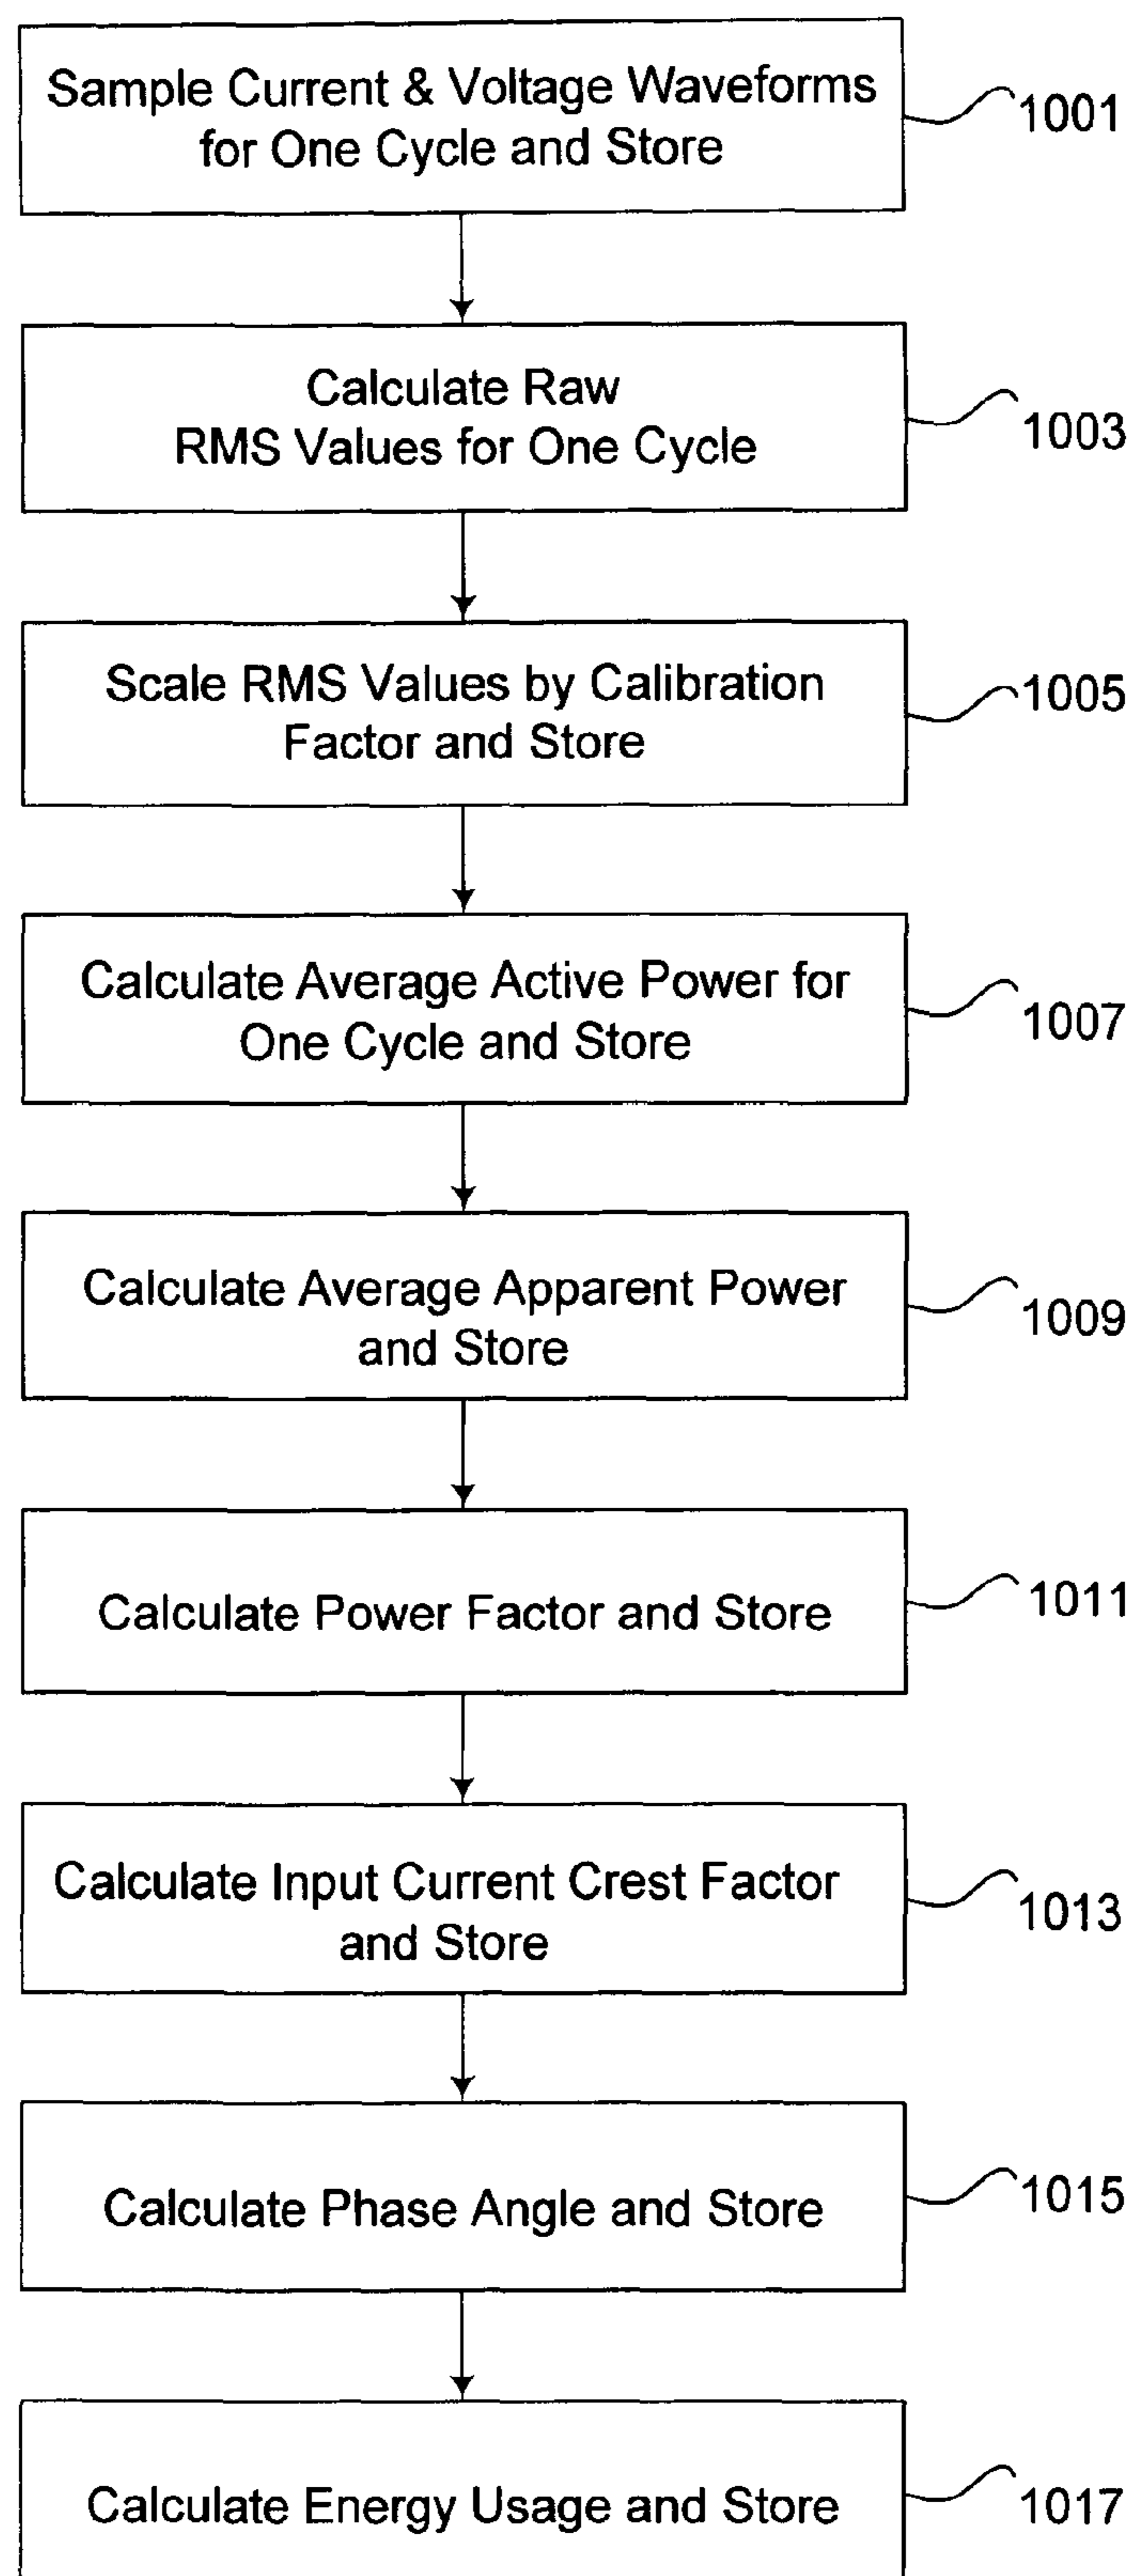 Sample Current & Voltage Waveforms
for One Cycle and Store
1001
Calculate Raw
RMS Values for One Cycle
1003
Scale RMS Values by Calibration
Factor and Store
1005
Calculate Average Active Power for
One Cycle and Store
1007
Calculate Average Apparent Power
and Store
1009
Calculate Power Factor and Store
1011
Calculate Input Current Crest Factor
and Store
1013
Calculate Phase Angle and Store
1015
Calculate Energy Usage and Store
1017